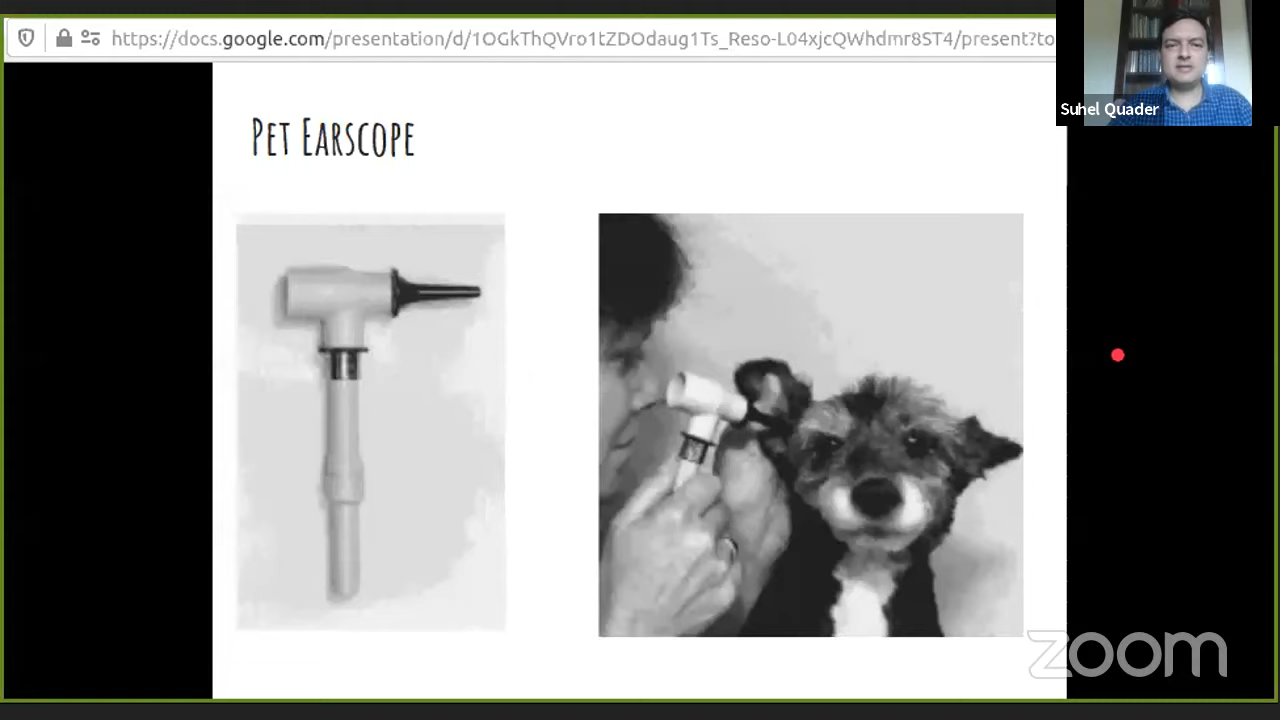 https://docs.google.com/presentation/d/1OGkThQVro1tZDOdaug1Ts_Reso-L04xjcQWhdmr8ST4/present?to
Suhel Quader
Pet Earscope
zoom